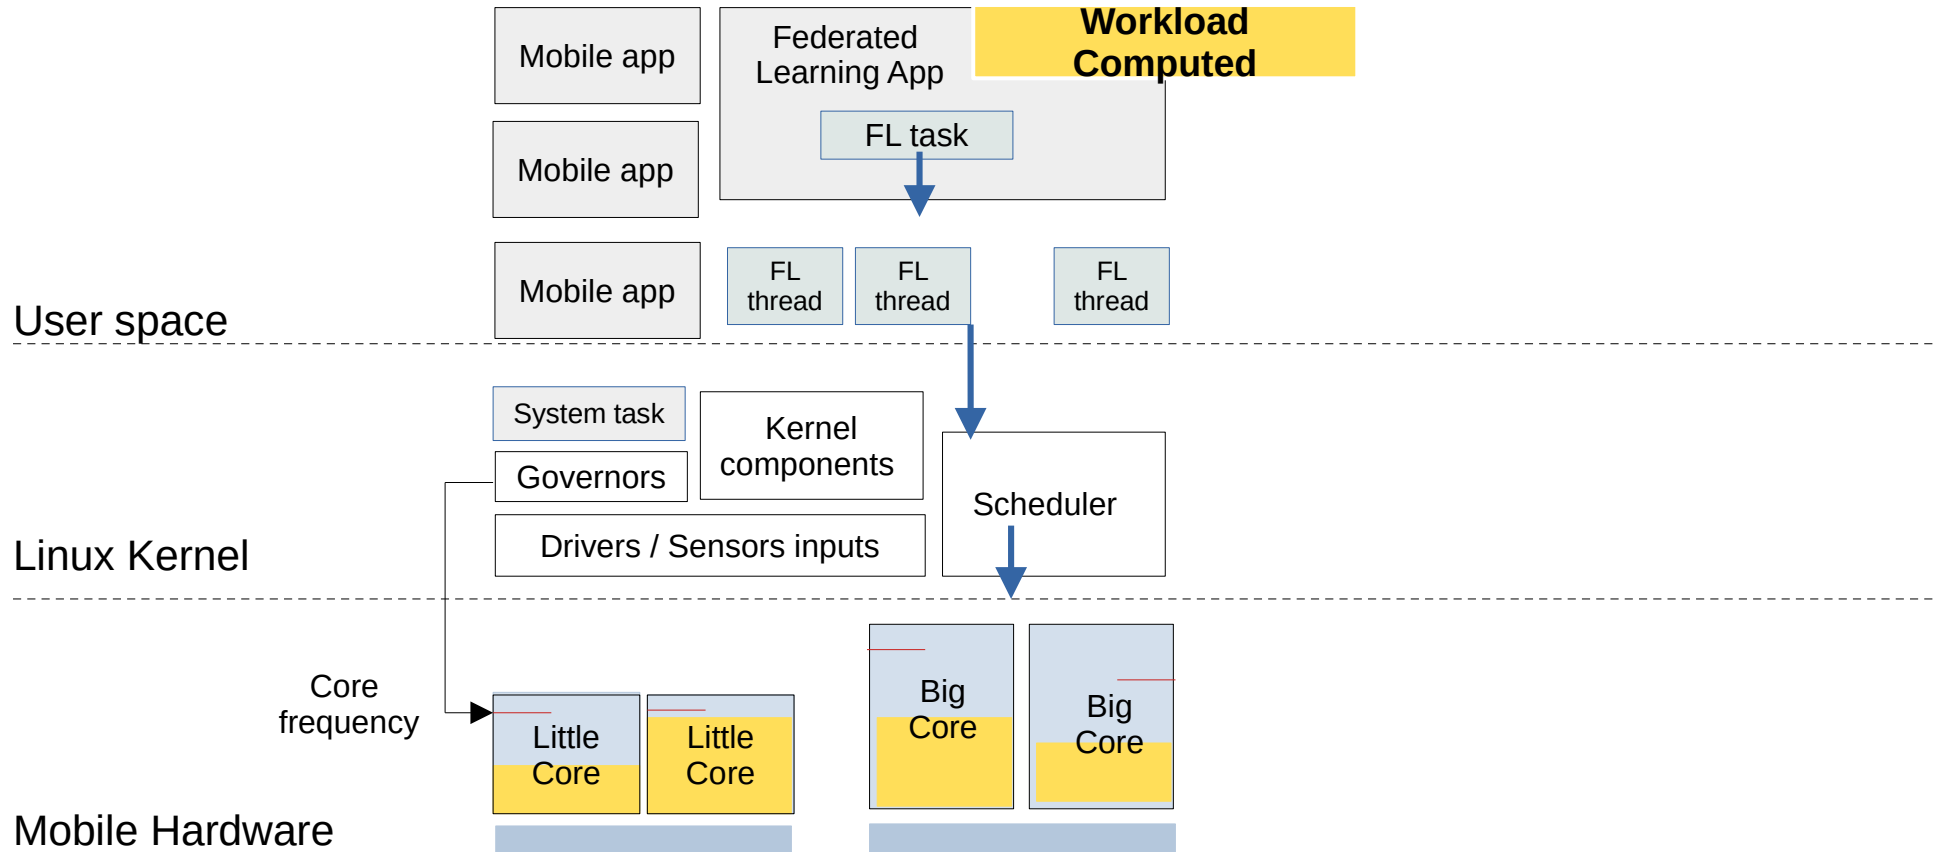 Workload
Computed
Mobile app
Federated
Learning App
FL task
Mobile app
Mobile app
FL
thread
FL
thread
FL
thread
User space
System task
Kernel
components
Governors
Scheduler
Drivers / Sensors inputs
Linux Kernel
Core
frequency
Little
Core
Little
Core
Big
Core
Big
Core
Mobile Hardware